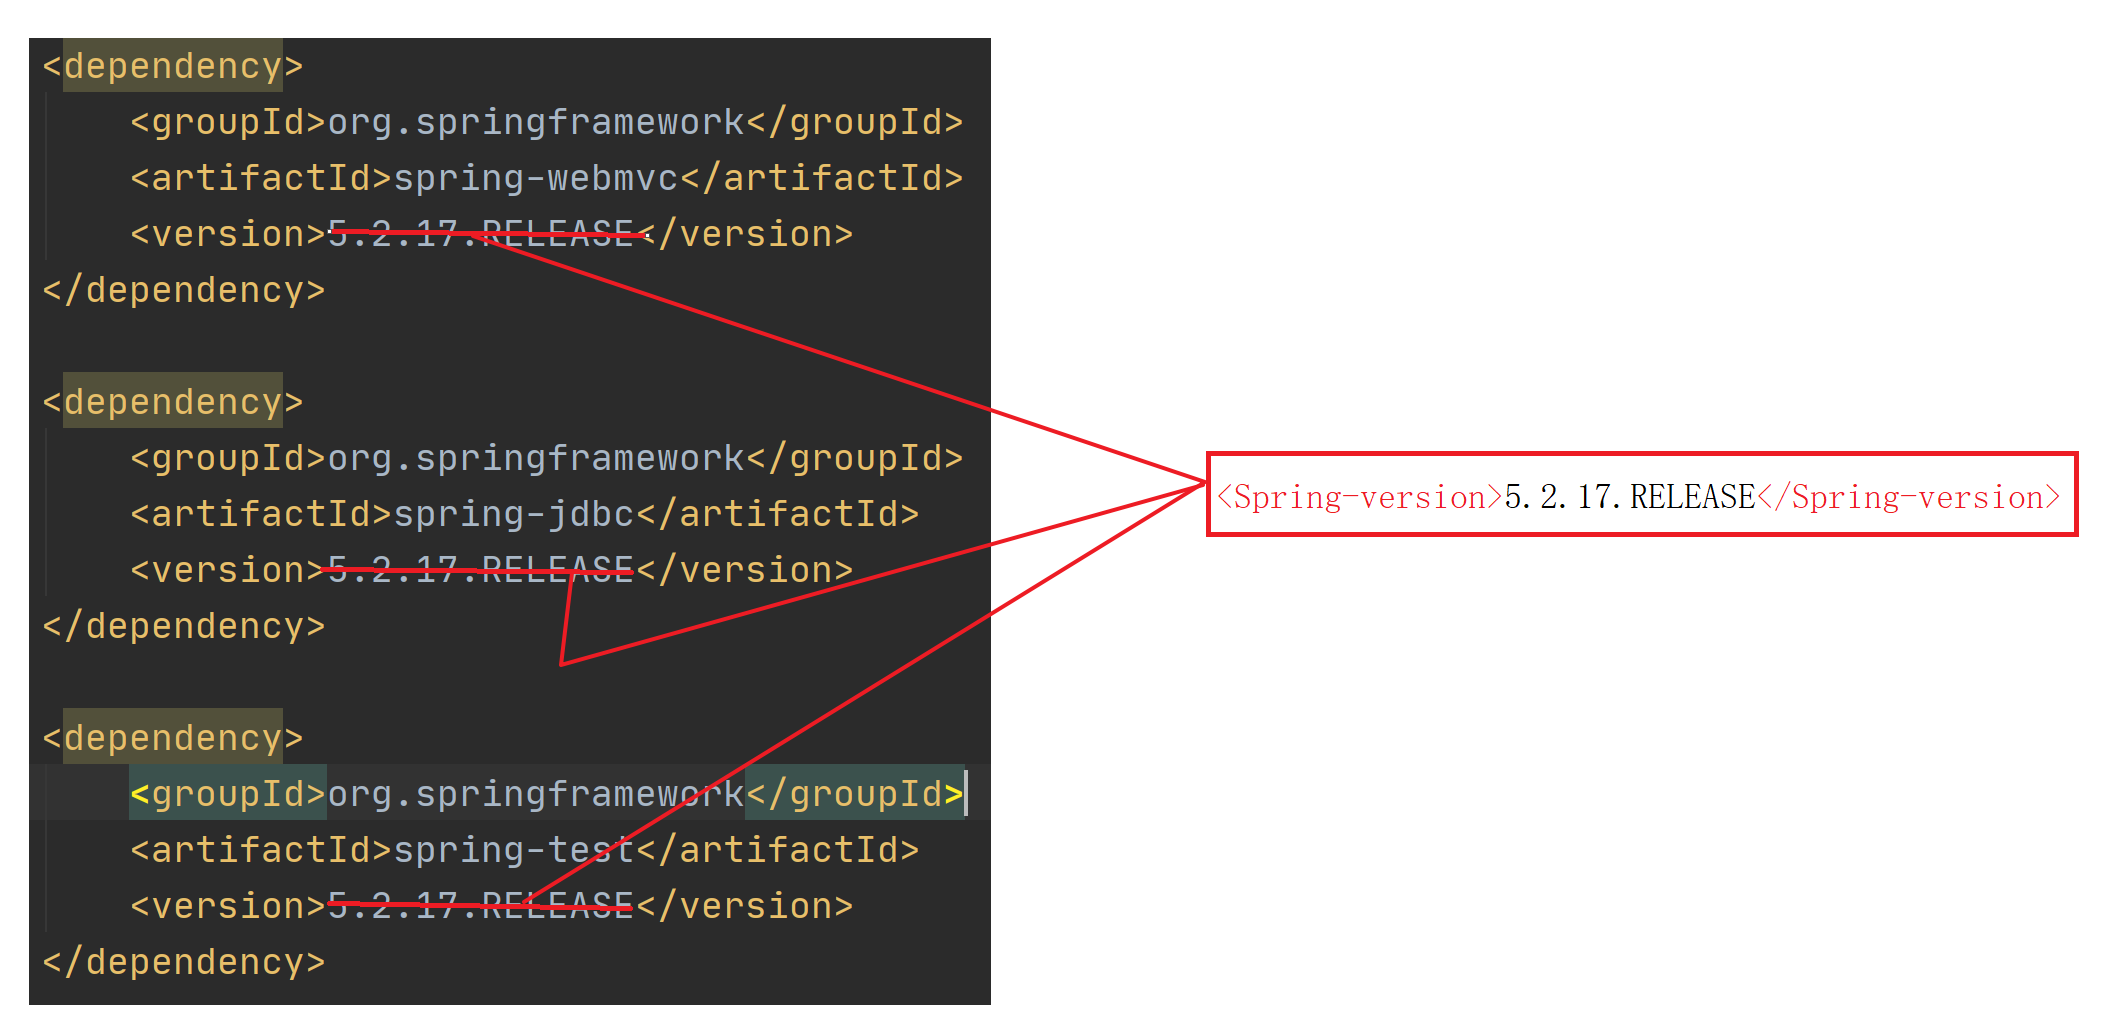 <dependency>
<groupId>org.springframework</groupId>
<artifactId>spring-webmvc</artifactId>
<version>5.2.17.RELEASE</version>
</dependency>
<dependency>
<groupId>org.springframework</groupId>
<artifactId>spring-jdbc</artifactId>
<version>5.2.17.RELEASE</version>
</dependency>
<dependency>
<groupId>org.springframework</groupId>
<artifactId>spring-test</artifactId>
<version>5.2.17.RELEASE</version>
</dependency>
<Spring-version>5.2.17.RELEASE</Spring-version>